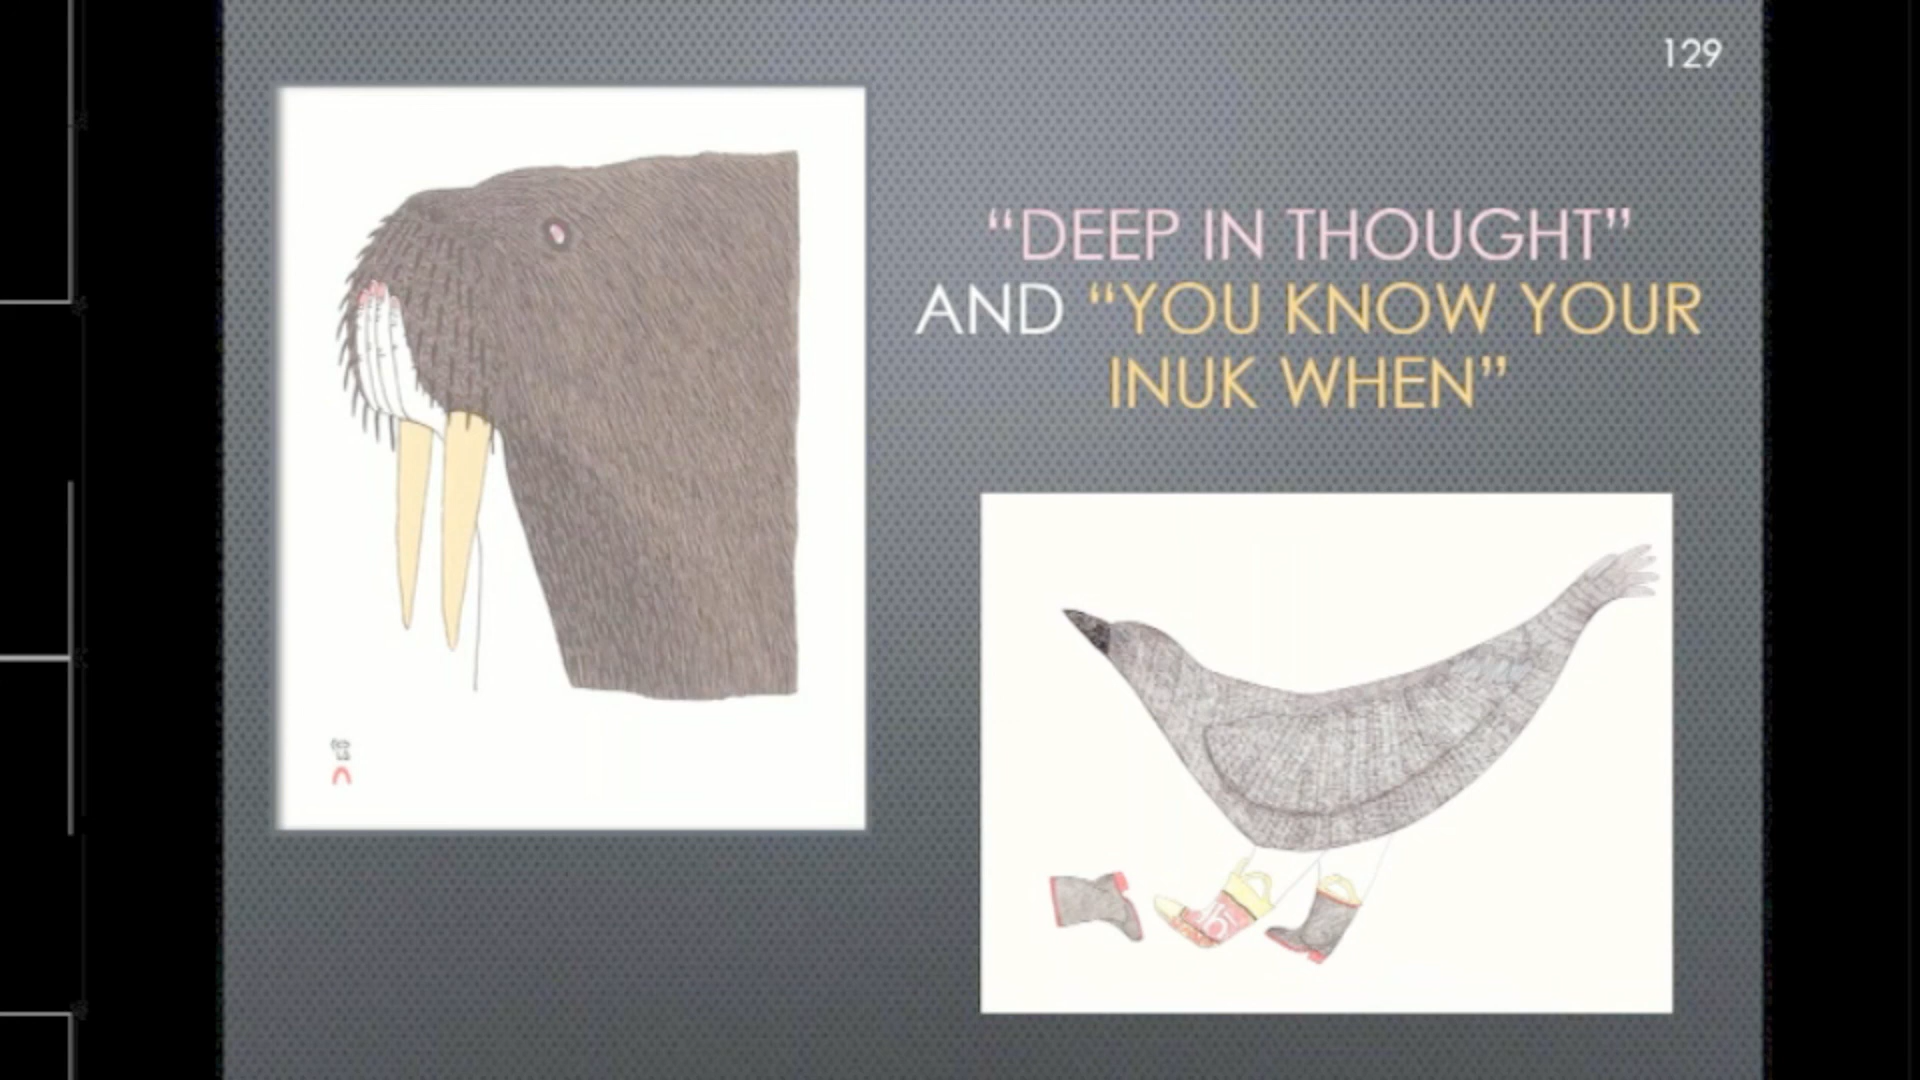 129
“DEEP IN THOUGHT”
AND “YOU KNOW YOUR
INUK WHEN”